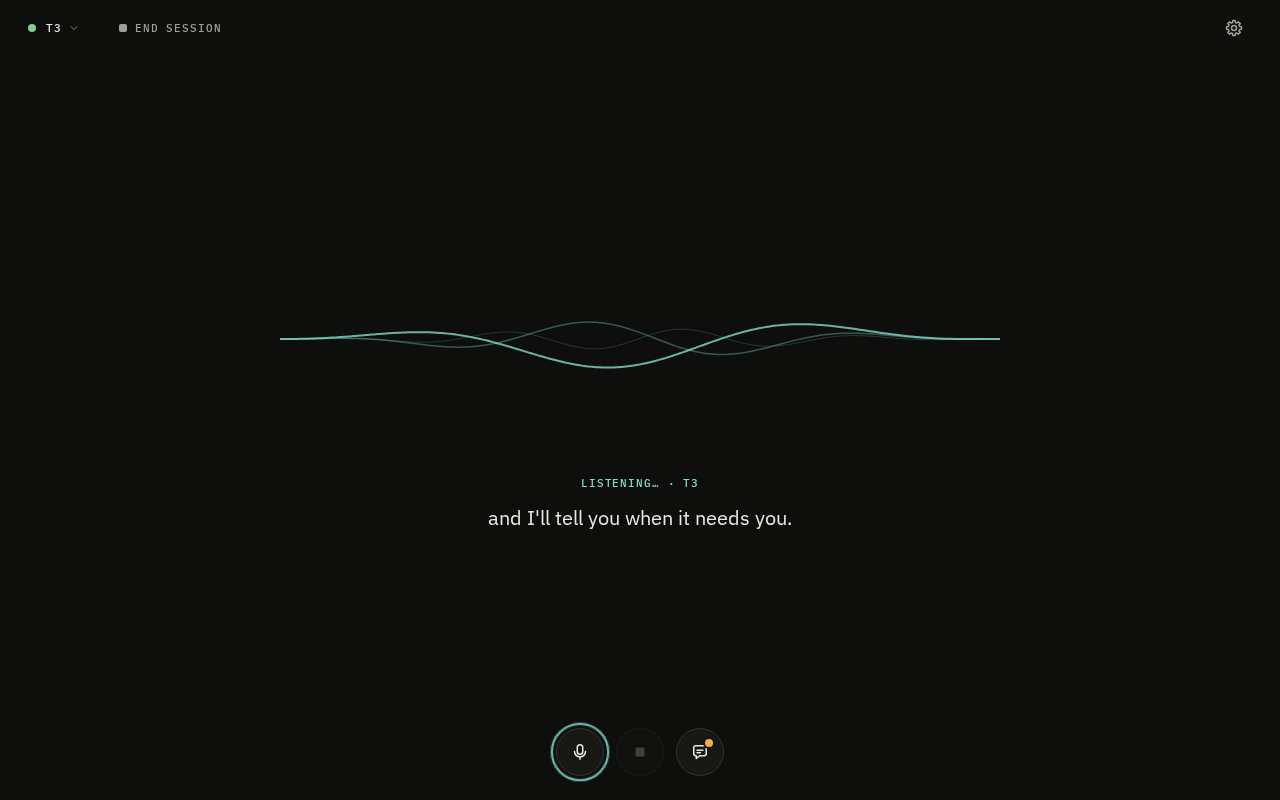 T3
END SESSION
LISTENING… · T3
and I'll tell you when it needs you.